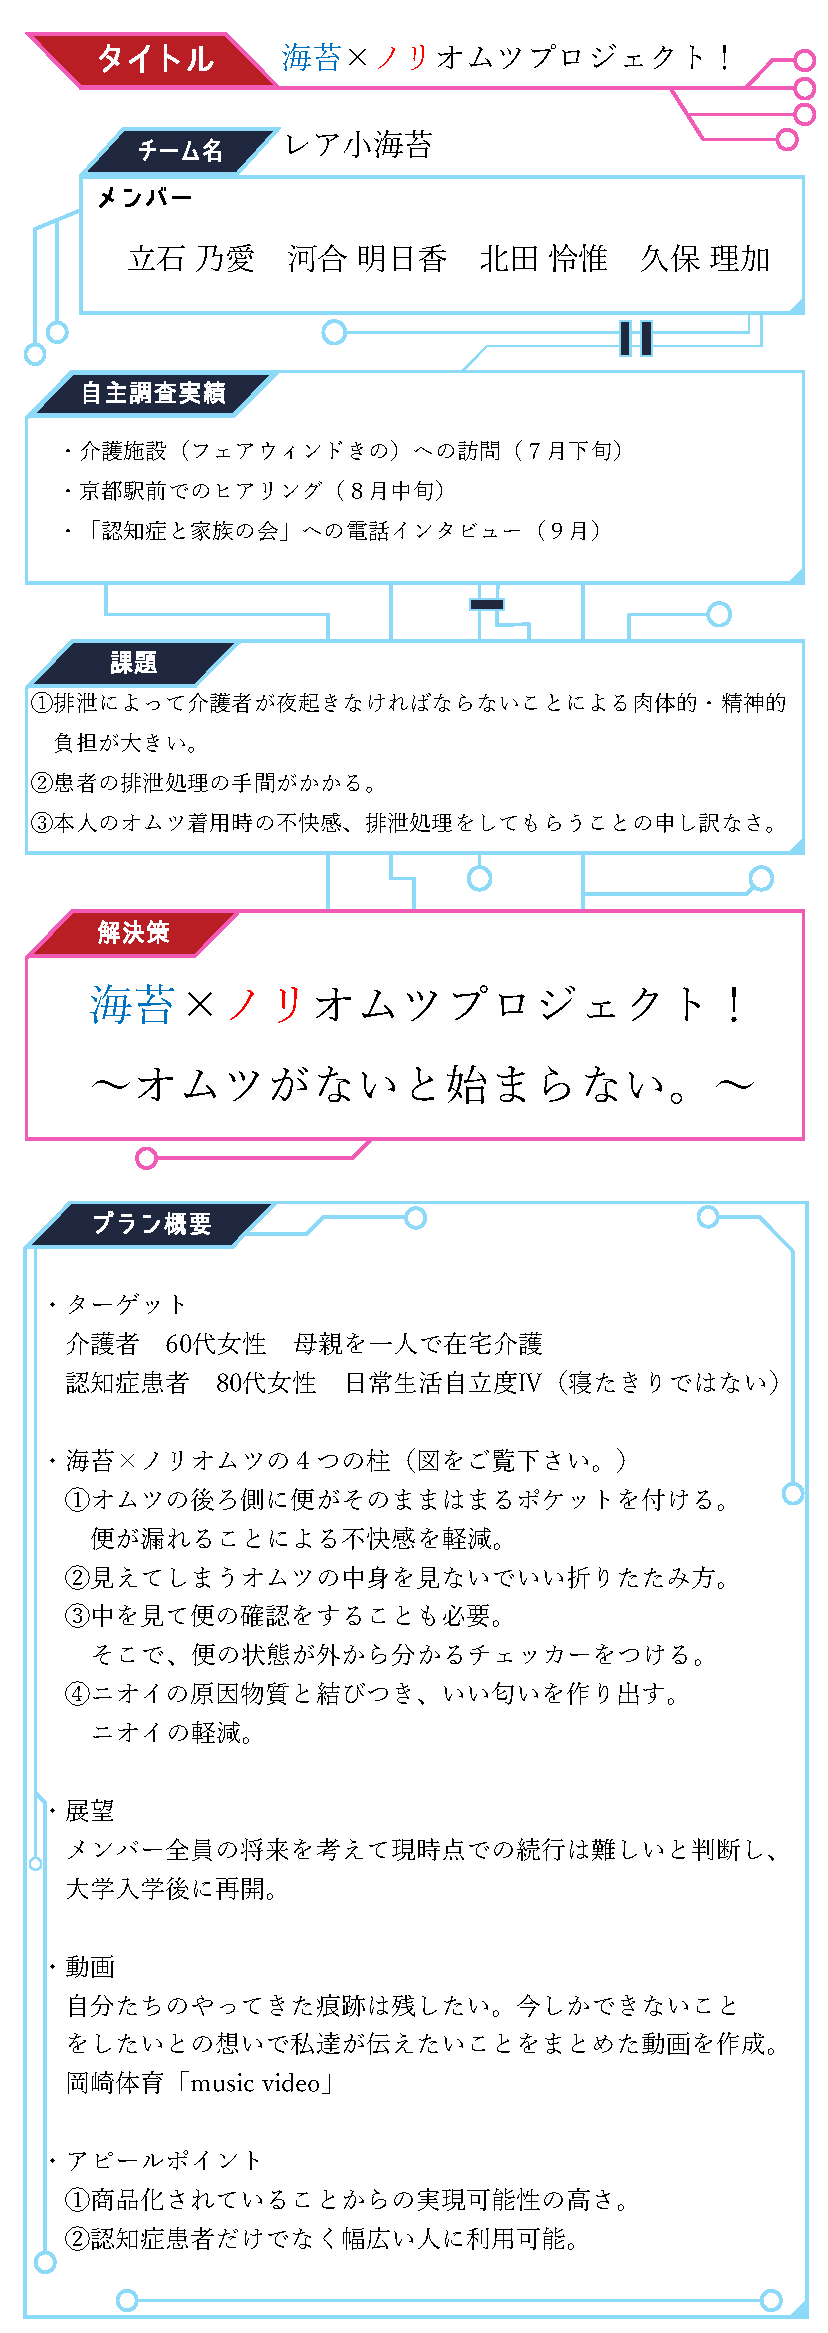 タイトル
海苔×ノリオムツプロジェクト！
チーム名
レア小海苔
メンバー
立石 乃愛　河合 明日香　北田 怜惟　久保 理加
自主調査実績
・介護施設（フェアウィンドきの）への訪問（７月下旬）
・京都駅前でのヒアリング（８月中旬）
・「認知症と家族の会」への電話インタビュー（９月）
課題
①排泄によって介護者が夜起きなければならないことによる肉体的・精神的
負担が大きい。
②患者の排泄処理の手間がかかる。
③本人のオムツ着用時の不快感、排泄処理をしてもらうことの申し訳なさ。
解決策
海苔×ノリオムツプロジェクト！
～オムツがないと始まらない。～
プラン概要
・ターゲット
介護者　60代女性　母親を一人で在宅介護
認知症患者　80代女性　日常生活自立度Ⅳ（寝たきりではない）
・海苔×ノリオムツの４つの柱（図をご覧下さい。）
①オムツの後ろ側に便がそのままはまるポケットを付ける。
便が漏れることによる不快感を軽減。
②見えてしまうオムツの中身を見ないでいい折りたたみ方。
③中を見て便の確認をすることも必要。
そこで、便の状態が外から分かるチェッカーをつける。
④ニオイの原因物質と結びつき、いい匂いを作り出す。
ニオイの軽減。
・展望
メンバー全員の将来を考えて現時点での続行は難しいと判断し、
大学入学後に再開。
・動画
自分たちのやってきた痕跡は残したい。今しかできないこと
をしたいとの想いで私達が伝えたいことをまとめた動画を作成。
岡崎体育「music video」
・アピールポイント
①商品化されていることからの実現可能性の高さ。
②認知症患者だけでなく幅広い人に利用可能。